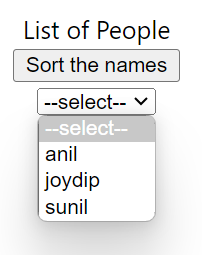 List of People
Sort the names
--select--
--select--
anil
joydip
sunil